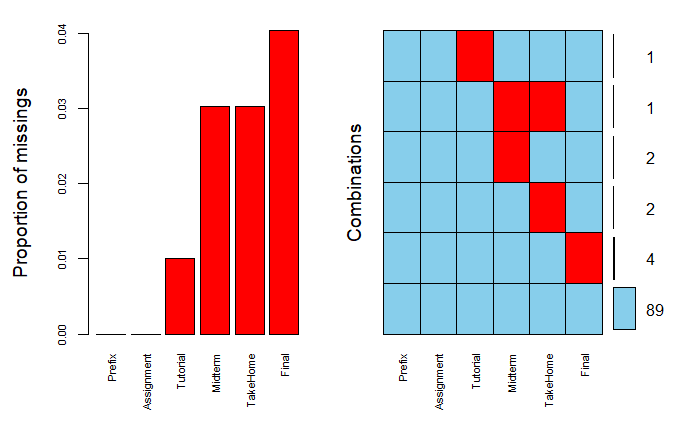 Proportion of missings
0.04
0.03
0.02
0.01
0.00
Prefix
Assignment
Tutorial
Midterm
TakeHome
Final
Combinations
1
1
2
2
4
89
Prefix
Assignment
Tutorial
Midterm
TakeHome
Final